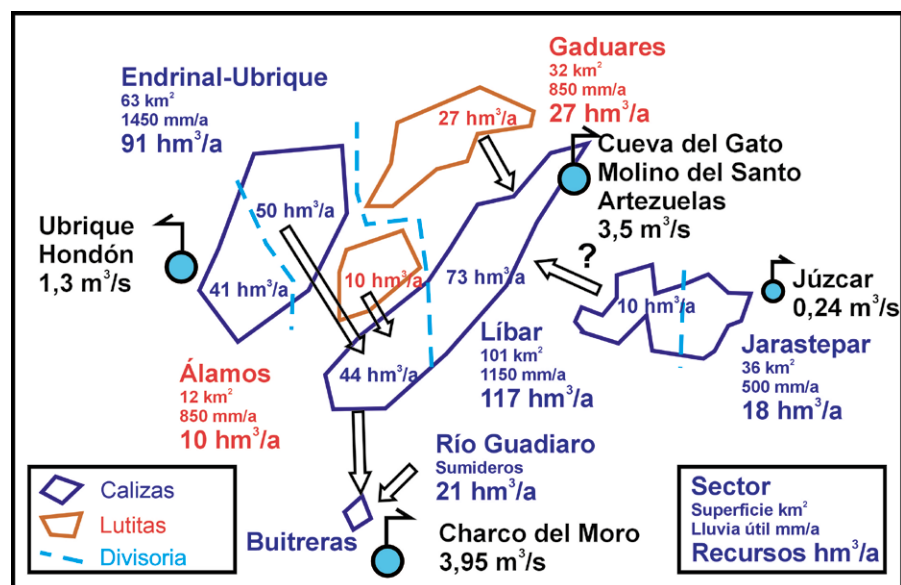 Endrinal-Ubrique
63 km²
1450 mm/a
91 hm³/a
Gaduares
32 km²
850 mm/a
27 hm³/a
27 hm³/a
Cueva del Gato
Molino del Santo
Artezuelas
3,5 m³/s
50 hm³/a
Ubrique
Hondón
1,3 m³/s
41 hm³/a
10 hm³/a
73 hm³/a
?
10 hm³/a
Júzcar
0,24 m³/s
Álamos
12 km²
850 mm/a
10 hm³/a
44 hm³/a
Líbar
101 km²
1150 mm/a
117 hm³/a
Jarastepar
36 km²
500 mm/a
18 hm³/a
Río Guadiaro
Sumideros
21 hm³/a
Buitreras
Charco del Moro
3,95 m³/s
Calizas
Lutitas
Divisoria
Sector
Superficie km²
Lluvia útil mm/a
Recursos hm³/a